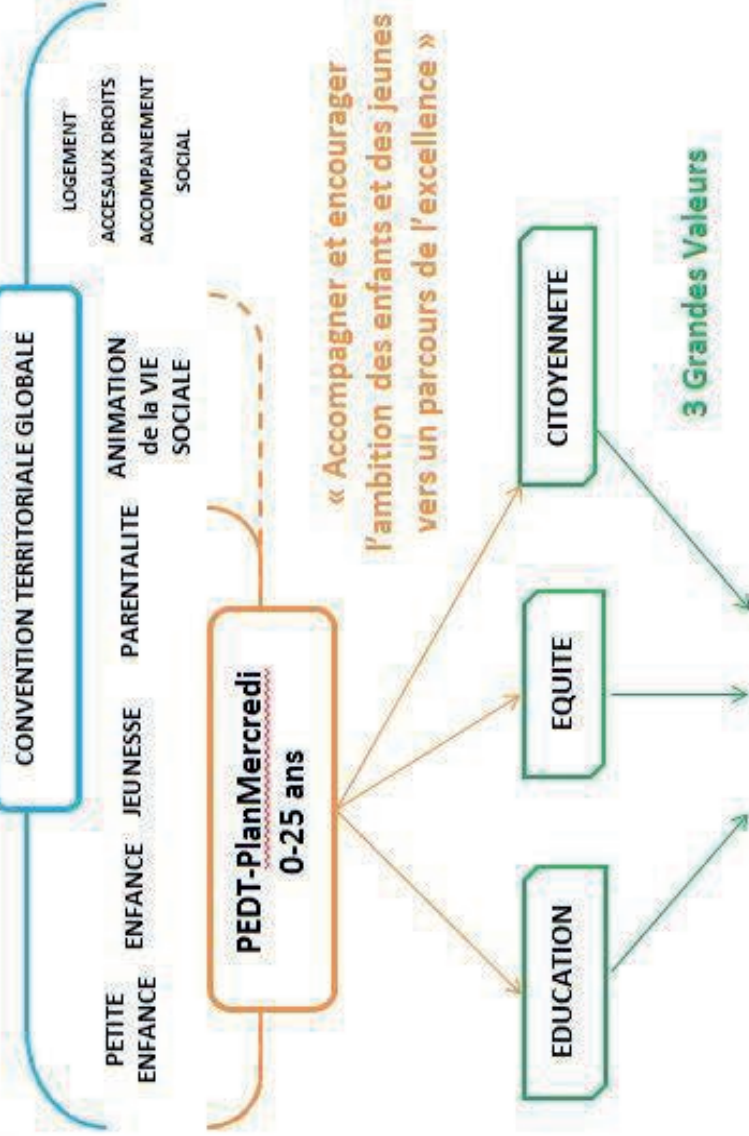 CONVENTION TERRITORIALE GLOBALE
PETITE
ENFANCE
ENFANCE
JEUNESSE
PARENTALITE
ANIMATION
de la VIE
SOCIALE
LOGEMENT
ACCESAUX DROITS
ACCOMPANEMENT
SOCIAL
PEDT-PlanMercredi
0-25 ans
« Accompagner et encourager
l'ambition des enfants et des jeunes
vers un parcours de l'excellence »
EDUCATION
EQUITE
CITOYENNETE
3 Grandes Valeurs